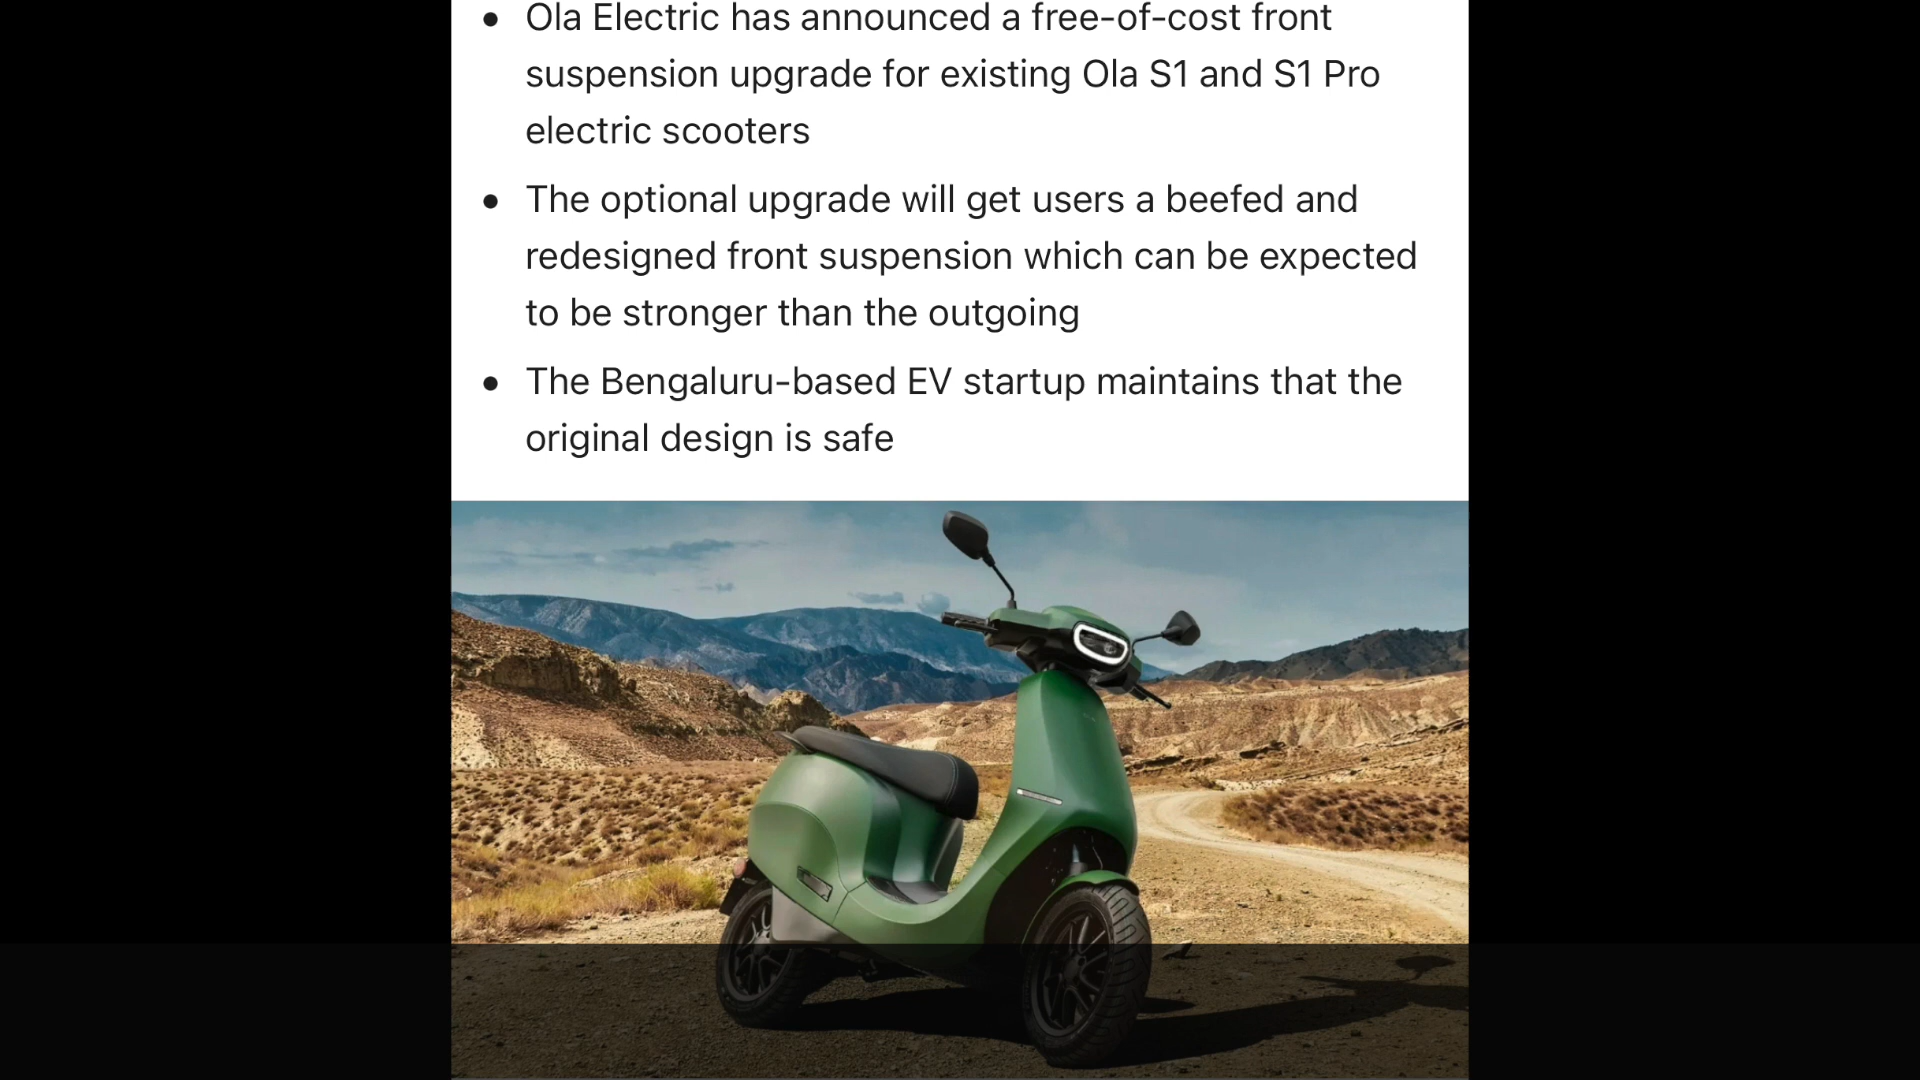 • Ola Electric has announced a free-of-cost front
suspension upgrade for existing Ola S1 and S1 Pro
electric scooters
• The optional upgrade will get users a beefed and
redesigned front suspension which can be expected
to be stronger than the outgoing
• The Bengaluru-based EV startup maintains that the
original design is safe